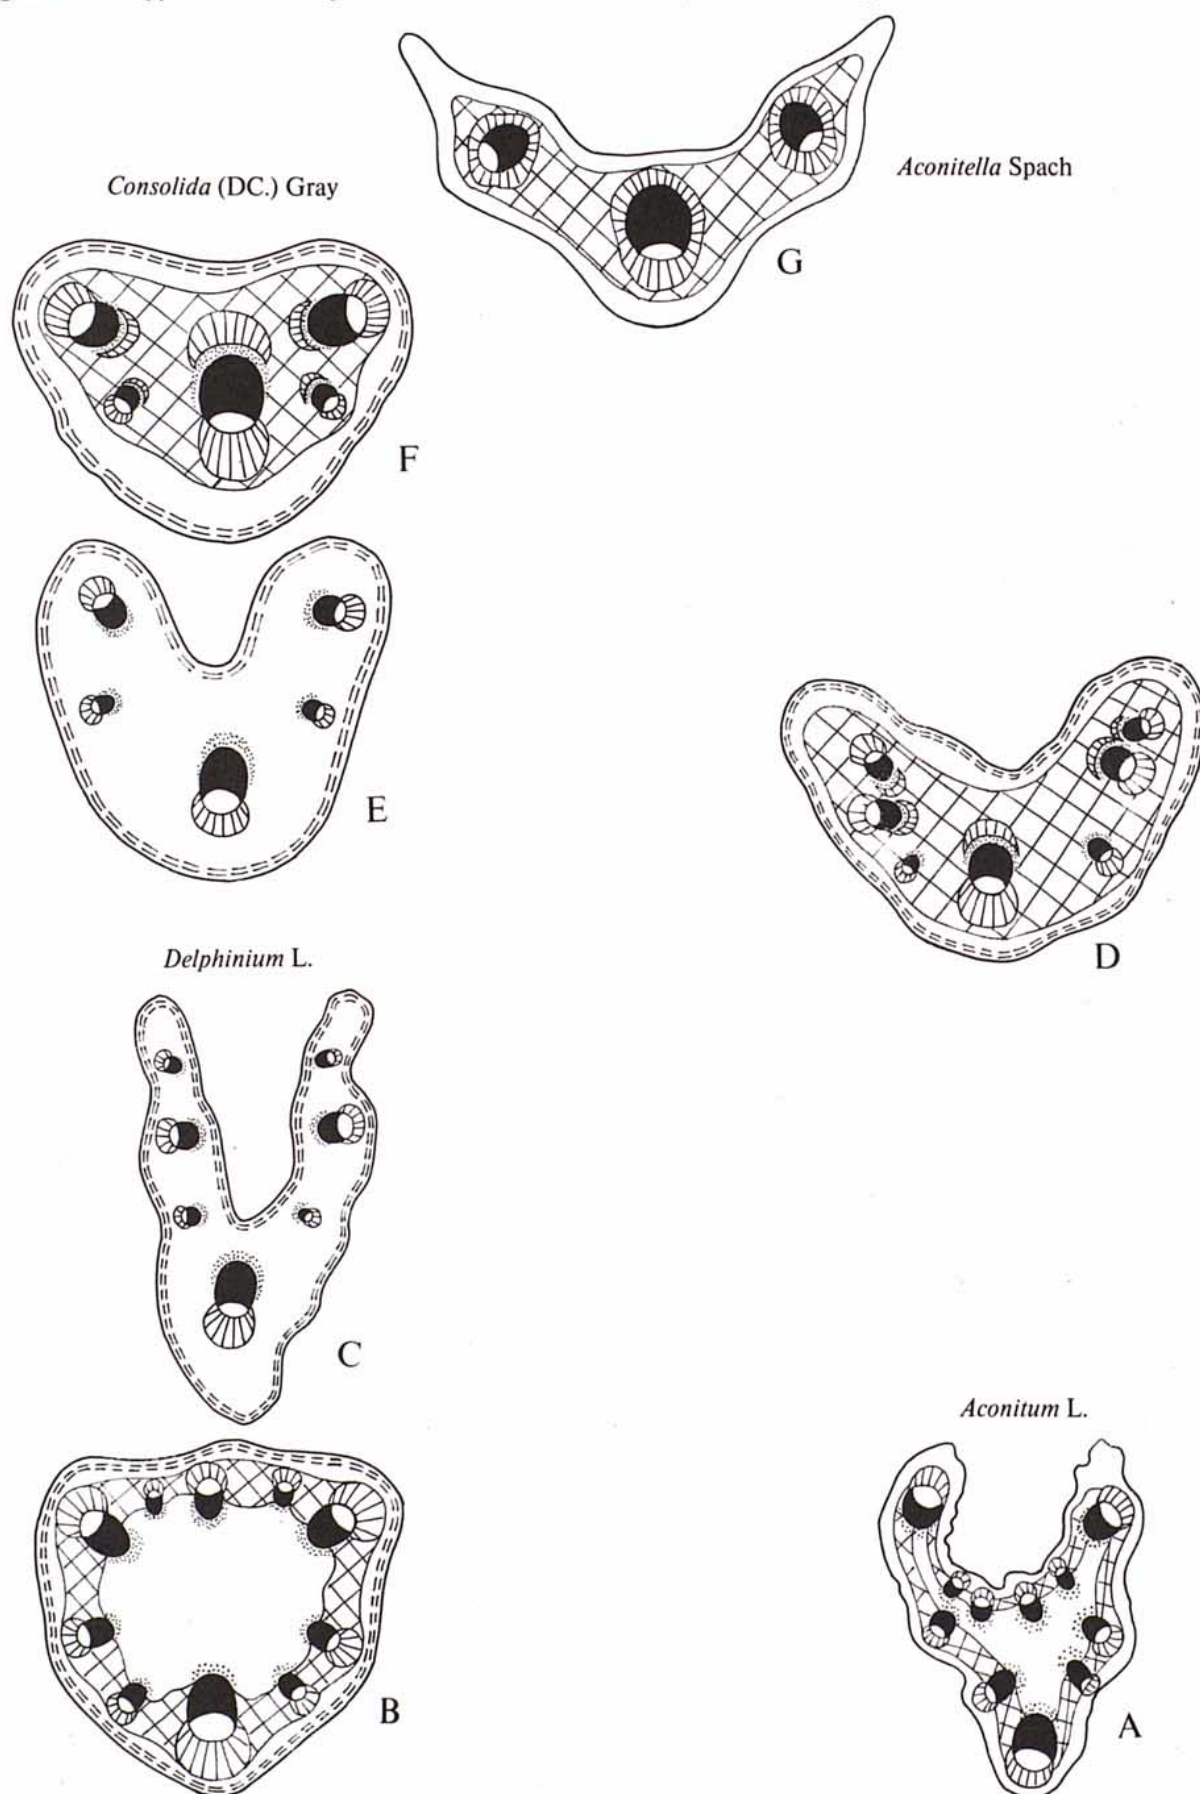 Aconitella Spach
Consolida (DC.) Gray
G
F
E
D
Delphinium L.
C
Aconitum L.
B
A